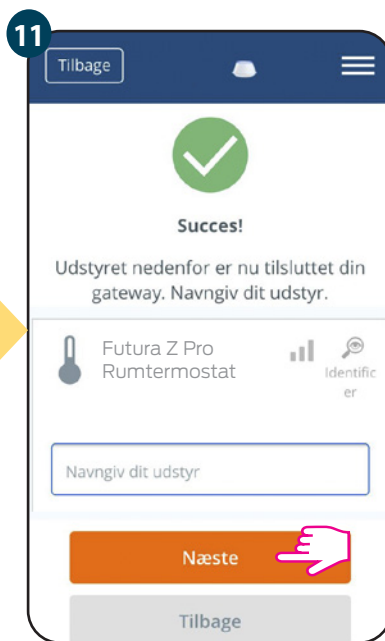 11
Tilbage
Succes!
Udstyret nedenfor er nu tilsluttet din
gateway. Navngiv dit udstyr.
Futura Z Pro
Rumtermostat
Identific
er
Navngiv dit udstyr
Næste
Tilbage